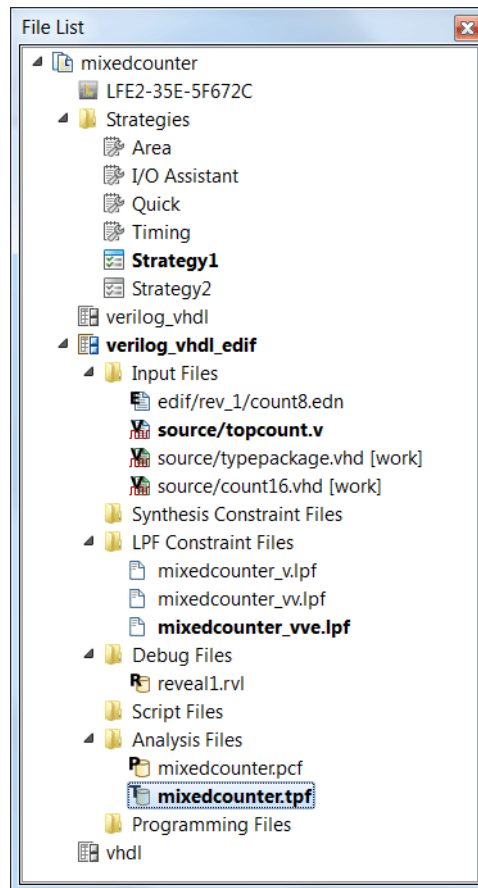 File List
mixedcounter
LFE2-35E-5F672C
Strategies
Area
I/O Assistant
Quick
Timing
Strategy1
Strategy2
verilog_vhdl
verilog_vhdl_edif
Input Files
edif/rev_1/count8.edn
source/topcount.v
source/typepackage.vhd [work]
source/count16.vhd [work]
Synthesis Constraint Files
LPF Constraint Files
mixedcounter_v.lpf
mixedcounter_vv.lpf
mixedcounter_vve.lpf
Debug Files
reveal1.rvl
Script Files
Analysis Files
mixedcounter.pcf
mixedcounter.tpf
Programming Files
vhdl